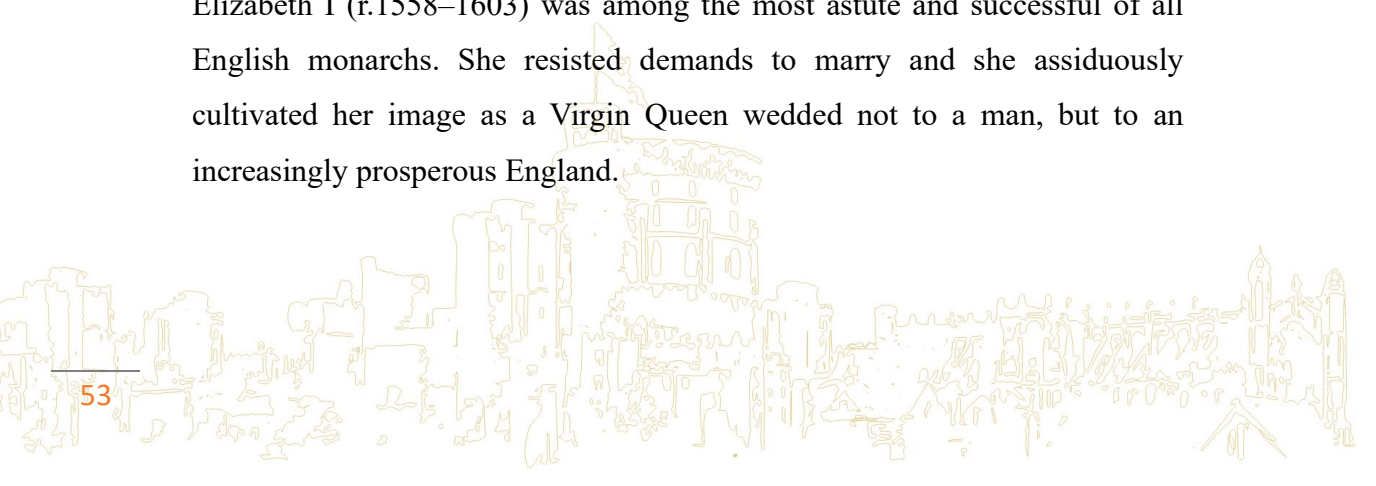 Elizabeth I (r.1558–1603) was among the most astute and successful of all
English monarchs. She resisted demands to marry and she assiduously
cultivated her image as a Virgin Queen wedded not to a man, but to an
increasingly prosperous England.
53